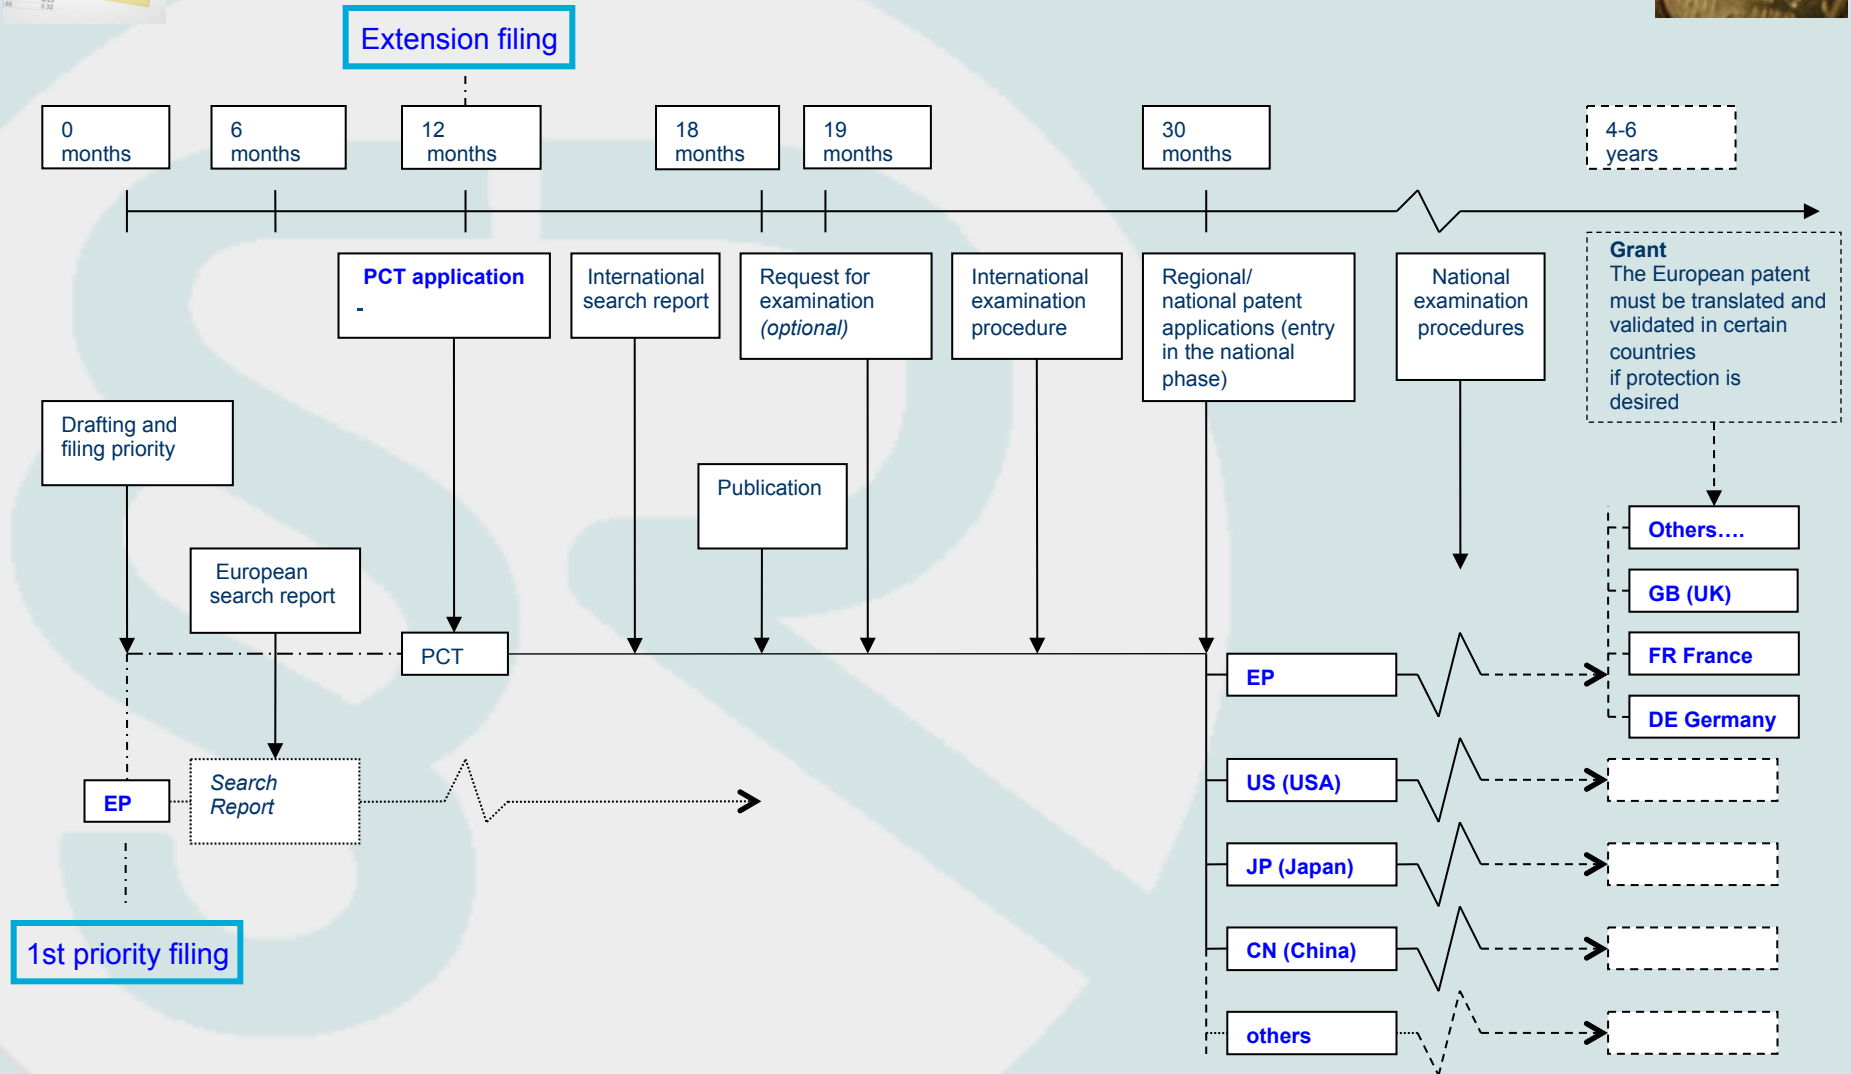 Extension filing
0
months
6
months
12
months
18
months
19
months
30
months
4-6
years
PCT application
-
International
search report
Request for
examination
(optional)
International
examination
procedure
Regional/
national patent
applications (entry
in the national
phase)
National
examination
procedures
Grant
The European patent
must be translated and
validated in certain
countries
if protection is
desired
Drafting and
filing priority
Publication
European
search report
PCT
Others....
GB (UK)
FR France
DE Germany
EP
Search
Report
EP
US (USA)
JP (Japan)
CN (China)
others
1st priority filing